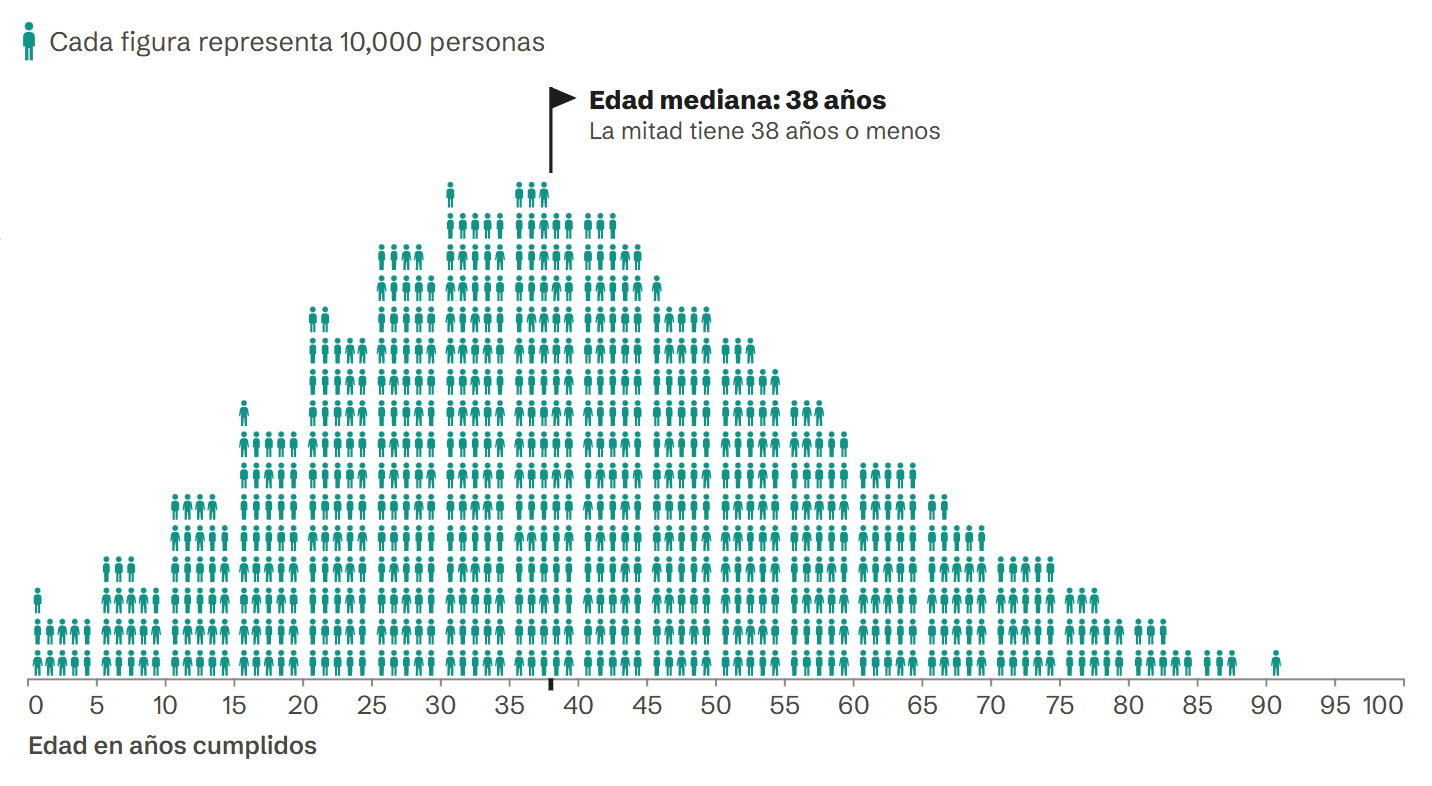 Cada figura representa 10,000 personas
Edad mediana: 38 años
La mitad tiene 38 años o menos
0 5 10 15 20 25 30 35 40 45 50 55 60 65 70 75 80 85 90 95 100
Edad en años cumplidos